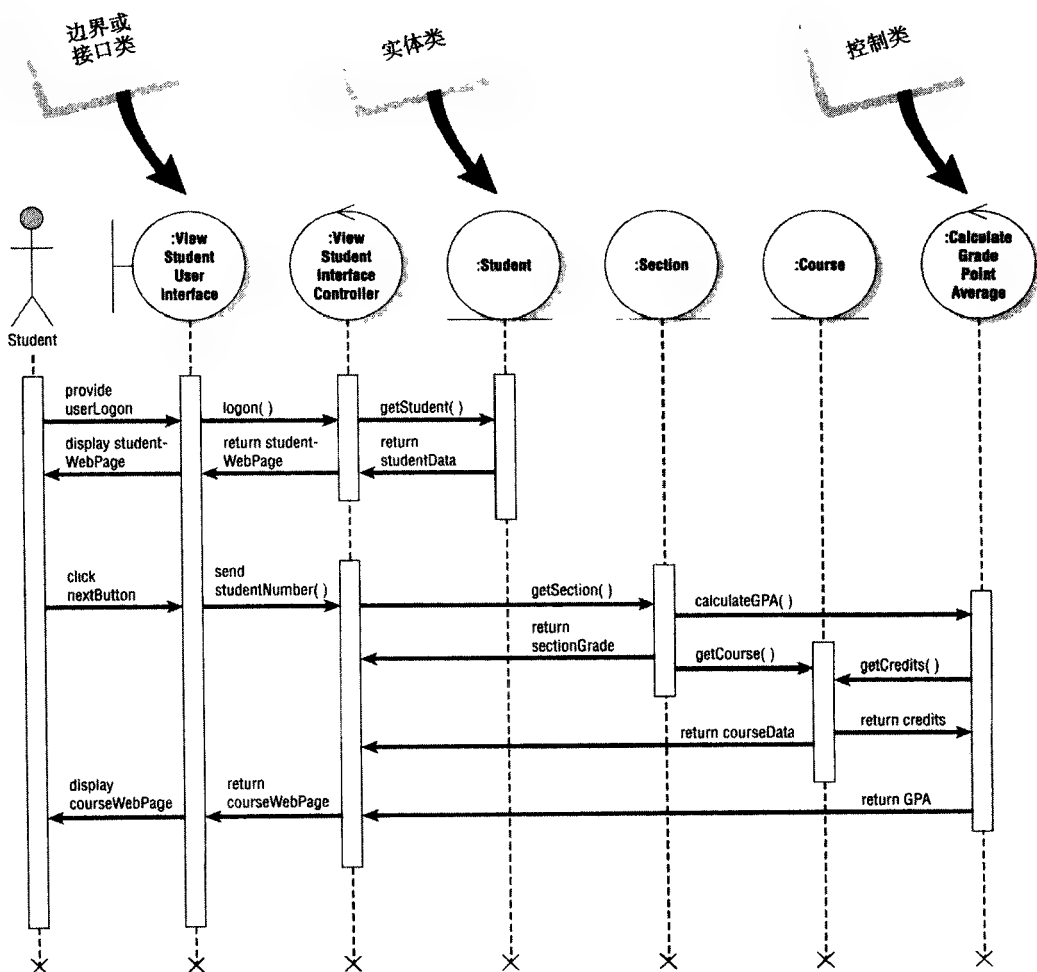 边界或
接口类
实体类
控制类
:View
Student
User
Interface
:View
Student
Interface
Controller
:Student
:Section
:Course
:Calculate
Grade
Point
Average
Student
provide
userLogon
logon( )
getStudent( )
display student-
WebPage
return student-
WebPage
return
studentData
click
nextButton
send
studentNumber( )
getSection( )
calculateGPA( )
return
sectionGrade
getCourse( )
getCredits( )
return courseData
return credits
display
courseWebPage
return
courseWebPage
return GPA